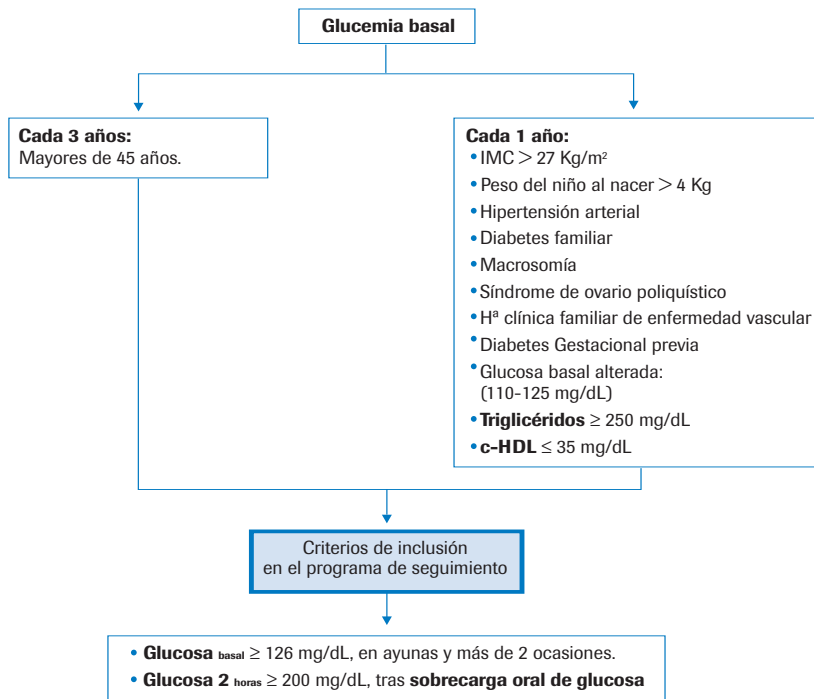 Glucemia basal
Cada 3 años:
Mayores de 45 años.
Cada 1 año:
• IMC > 27 Kg/m²
• Peso del niño al nacer > 4 Kg
• Hipertensión arterial
• Diabetes familiar
• Macrosomía
• Síndrome de ovario poliquístico
• Hª clínica familiar de enfermedad vascular
• Diabetes Gestacional previa
• Glucosa basal alterada:
(110-125 mg/dL)
• Triglicéridos ≥ 250 mg/dL
• c-HDL ≤ 35 mg/dL
Criterios de inclusión
en el programa de seguimiento
• Glucosa basal ≥ 126 mg/dL, en ayunas y más de 2 ocasiones.
• Glucosa 2 horas ≥ 200 mg/dL, tras sobrecarga oral de glucosa